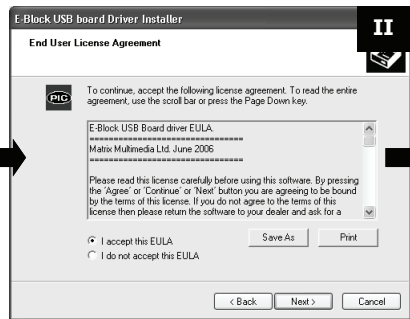 E-Block USB board Driver Installer
II
End User License Agreement
PIC
To continue, accept the following license agreement. To read the entire
agreement, use the scroll bar or press the Page Down key.
E-Block USB Board driver EULA.
==================================
Matrix Multimedia Ltd. June 2006
==================================
Please read this license carefully before using this software. By pressing
the 'Agree' or 'Continue' or 'Next' button you are agreeing to be bound
by the terms of this license. If you do not agree to the terms of this
license then please return the software to your dealer and ask for a
I accept this EULA
I do not accept this EULA
Save As
Print
< Back
Next >
Cancel